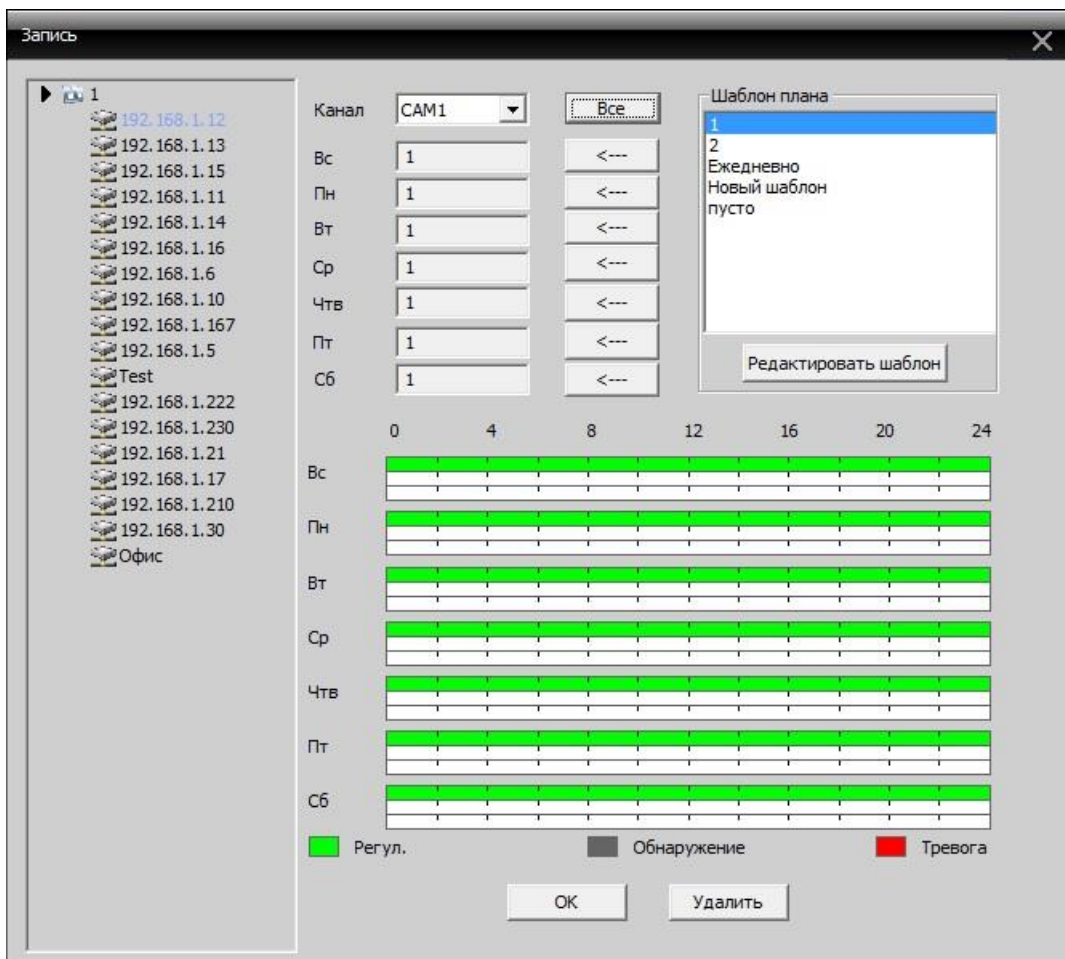 Запись
1
192.168.1.12
192.168.1.13
192.168.1.15
192.168.1.11
192.168.1.14
192.168.1.16
192.168.1.6
192.168.1.10
192.168.1.167
192.168.1.5
Test
192.168.1.222
192.168.1.230
192.168.1.21
192.168.1.17
192.168.1.210
192.168.1.30
Офис
Канал CAM1 Все
Вс 1 <---
Пн 1 <---
Вт 1 <---
Ср 1 <---
Чтв 1 <---
Пт 1 <---
Сб 1 <---
Шаблон плана
1
2
Ежедневно
Новый шаблон
пусто
Редактировать шаблон
0 4 8 12 16 20 24
Вс
Пн
Вт
Ср
Чтв
Пт
Сб
Регул. Обнаружение Тревога
OK Удалить